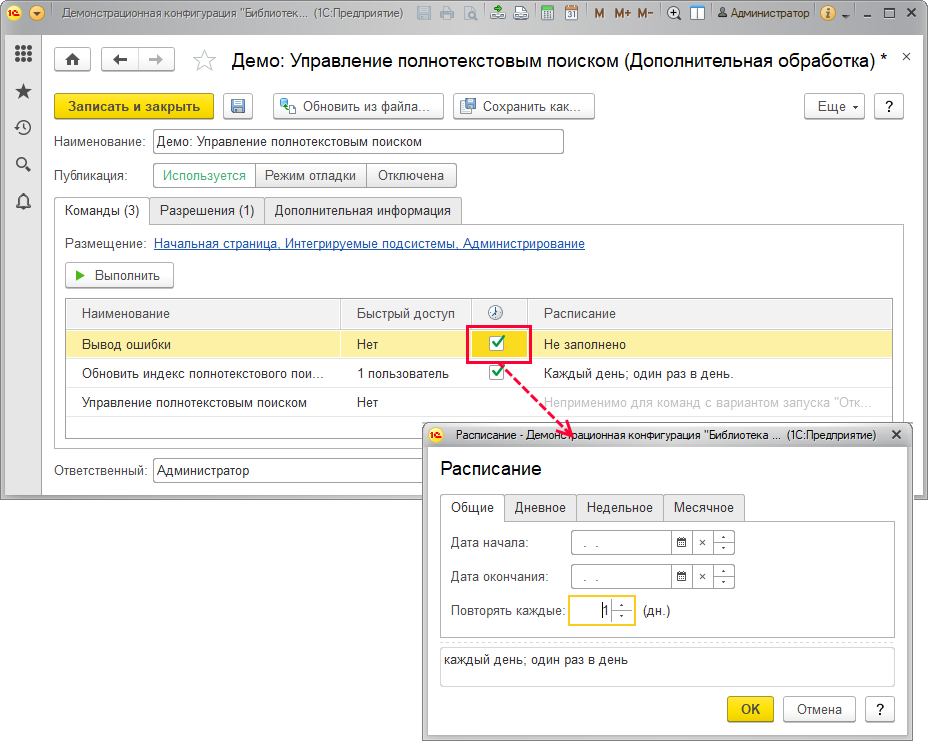 Демонстрационная конфигурация "Библиотек... (1С:Предприятие)
31 M M+ M- Администратор
Демо: Управление полнотекстовым поиском (Дополнительная обработка) *
Записать и закрыть Обновить из файла... Сохранить как... Еще ?
Наименование: Демо: Управление полнотекстовым поиском
Публикация: Используется Режим отладки Отключена
Команды (3) Разрешения (1) Дополнительная информация
Размещение: Начальная страница, Интегрируемые подсистемы, Администрирование
Выполнить
Наименование Быстрый доступ Расписание
Вывод ошибки Нет Не заполнено
Обновить индекс полнотекстового пои... 1 пользователь Каждый день; один раз в день.
Управление полнотекстовым поиском Нет Неприменимо для команд с вариантом запуска "Отк...
Ответственный: Администратор
Расписание - Демонстрационная конфигурация "Библиотека ... (1С:Предприятие)
Расписание
Общие Дневное Недельное Месячное
Дата начала: . .
Дата окончания: . .
Повторять каждые: 1 (дн.)
каждый день; один раз в день
OK Отмена ?